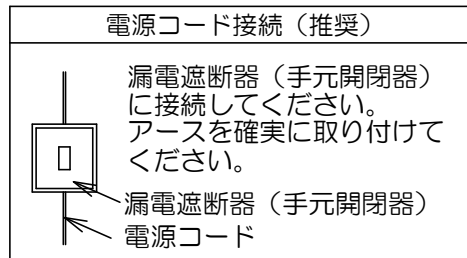 電源コード接続（推奨）
漏電遮断器（手元開閉器）
に接続してください。
アースを確実に取り付けて
ください。
漏電遮断器（手元開閉器）
電源コード